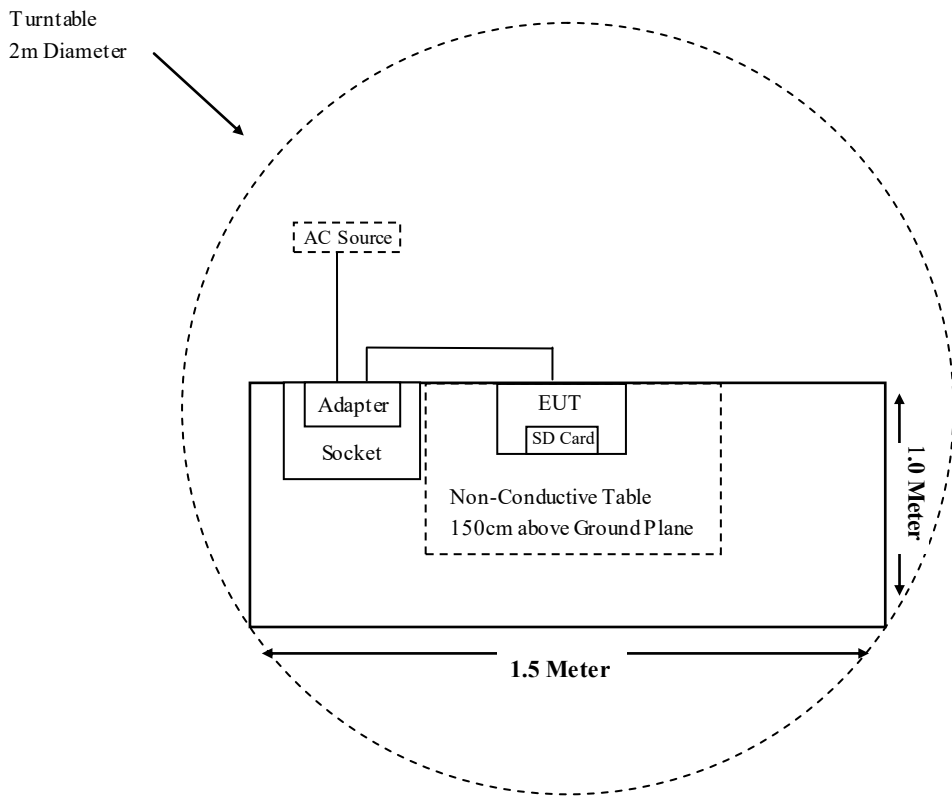 Turntable
2m Diameter
AC Source
Adapter
EUT
SD Card
Socket
Non-Conductive Table
150cm above Ground Plane
1.0 Meter
1.5 Meter